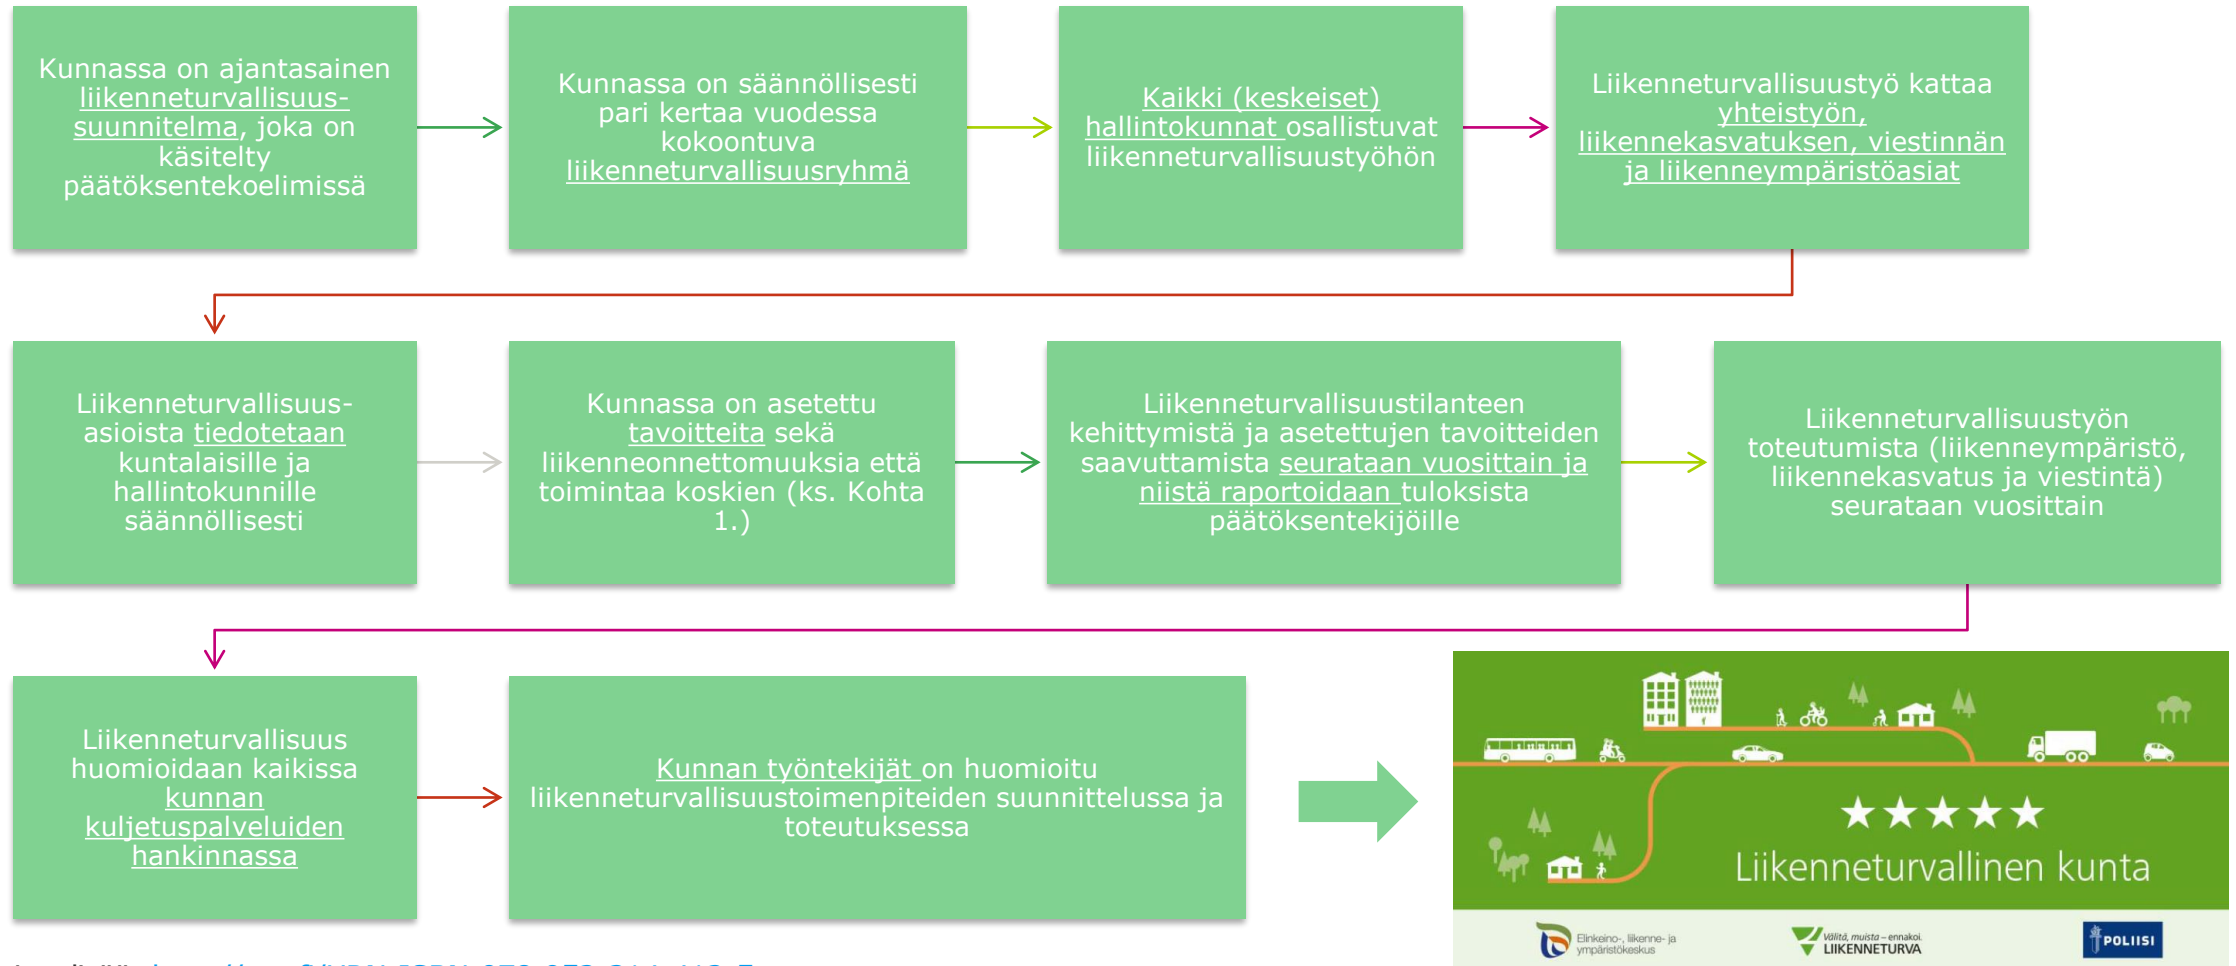 Kunnassa on ajantasainen
liikenneturvallisuus-
suunnitelma, joka on
käsitelty
päätöksentekoelimissä
Kunnassa on säännöllisesti
pari kertaa vuodessa
kokoontuva
liikenneturvallisuusryhmä
Kaikki (keskeiset)
hallintokunnat osallistuvat
liikenneturvallisuustyöhön
Liikenneturvallisuustyö kattaa
yhteistyön,
liikennekasvatuksen, viestinnän
ja liikenneympäristöasiat
Liikenneturvallisuus-
asioista tiedotetaan
kuntalaisille ja
hallintokunnille
säännöllisesti
Kunnassa on asetettu
tavoitteita sekä
liikenneonnettomuuksia että
toimintaa koskien (ks. Kohta
1.)
Liikenneturvallisuustilanteen
kehittymistä ja asetettujen tavoitteiden
saavuttamista seurataan vuosittain ja
niistä raportoidaan tuloksista
päätöksentekijöille
Liikenneturvallisuustyön
toteutumista (liikenneympäristö,
liikennekasvatus ja viestintä)
seurataan vuosittain
Liikenneturvallisuus
huomioidaan kaikissa
kunnan
kuljetuspalveluiden
hankinnassa
Kunnan työntekijät on huomioitu
liikenneturvallisuustoimenpiteiden suunnittelussa ja
toteutuksessa
Liikenneturvallinen kunta
Elinkeino-, liikenne- ja
ympäristökeskus
Välitä, muista – ennakoi.
LIIKENNETURVA
POLIISI